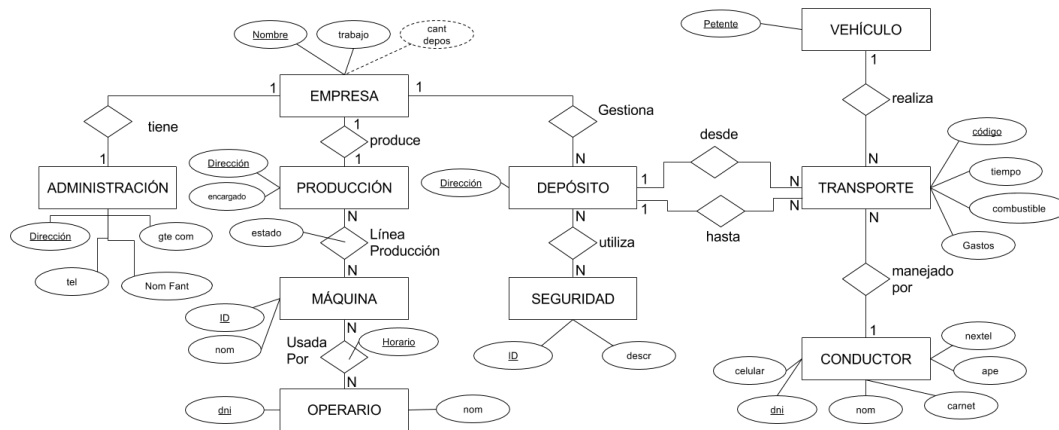 Nombre
trabajo
cant
depos
Petente
VEHÍCULO
1
1
EMPRESA
1
1
realiza
Gestiona
tiene
produce
desde
código
1
Dirección
1
N
N
tiempo
ADMINISTRACIÓN
PRODUCCIÓN
Dirección
DEPÓSITO
1
N
TRANSPORTE
encargado
1
N
combustible
Dirección
gte com
estado
N
Línea
Producción
N
utiliza
hasta
N
Gastos
tel
Nom Fant
N
N
manejado
por
ID
MÁQUINA
SEGURIDAD
nom
N
Usada
Por
Horario
ID
descr
1
nextel
celular
CONDUCTOR
ape
N
dni
OPERARIO
nom
dni
nom
carnet